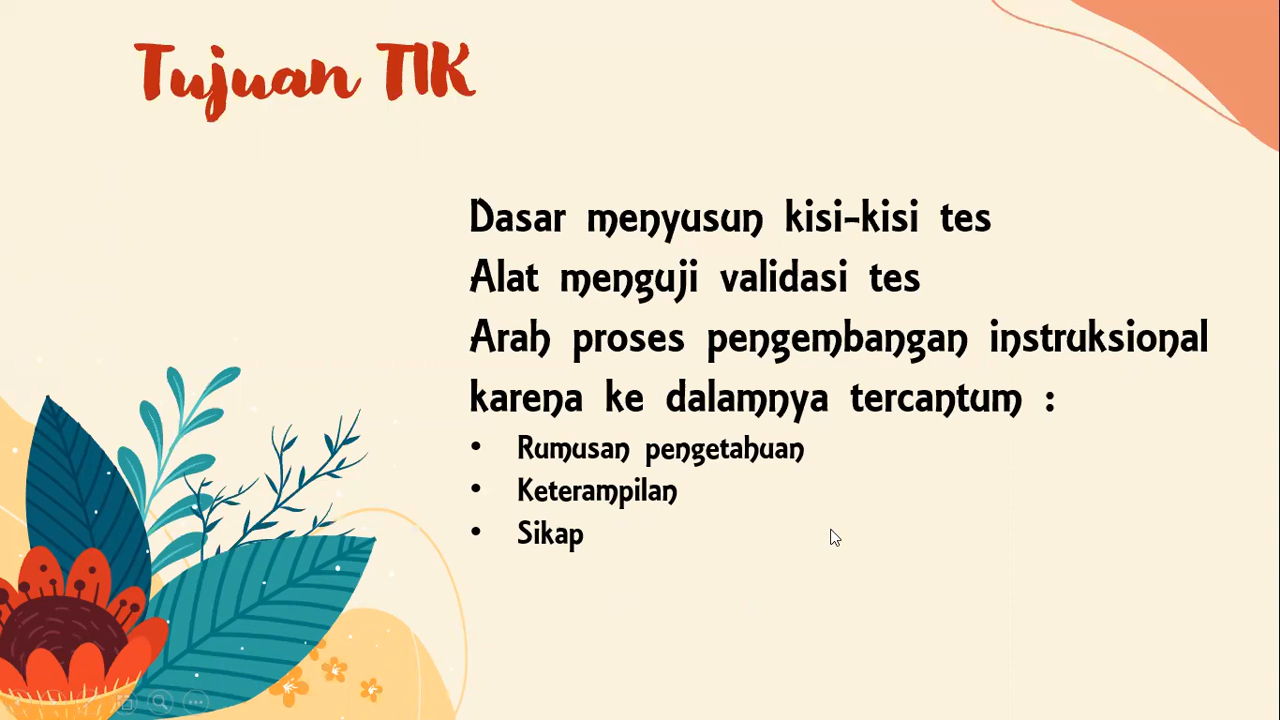 Tujuan TIK
Dasar menyusun kisi-kisi tes
Alat menguji validasi tes
Arah proses pengembangan instruksional
karena ke dalamnya tercantum :
• Rumusan pengetahuan
• Keterampilan
• Sikap